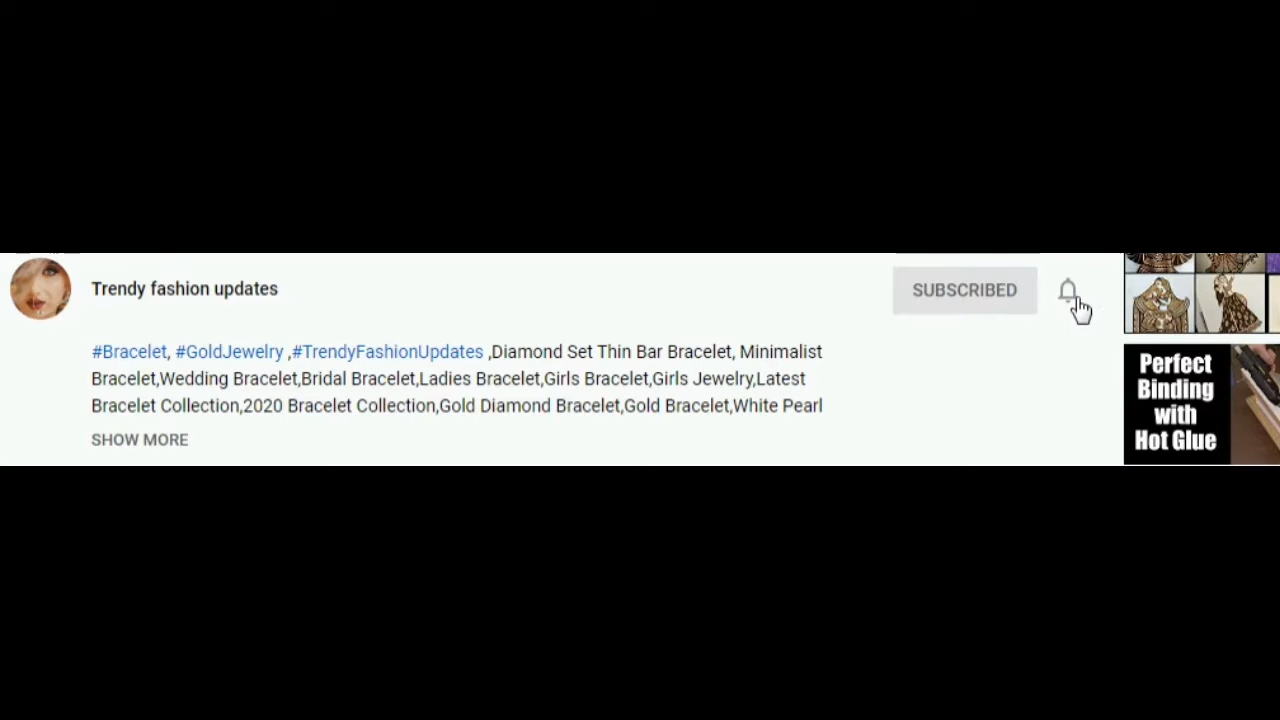 Trendy fashion updates
SUBSCRIBED
#Bracelet, #GoldJewelry ,#TrendyFashionUpdates ,Diamond Set Thin Bar Bracelet, Minimalist
Bracelet,Wedding Bracelet,Bridal Bracelet,Ladies Bracelet,Girls Bracelet,Girls Jewelry,Latest
Bracelet Collection,2020 Bracelet Collection,Gold Diamond Bracelet,Gold Bracelet,White Pearl
SHOW MORE
Perfect
Binding
with
Hot Glue